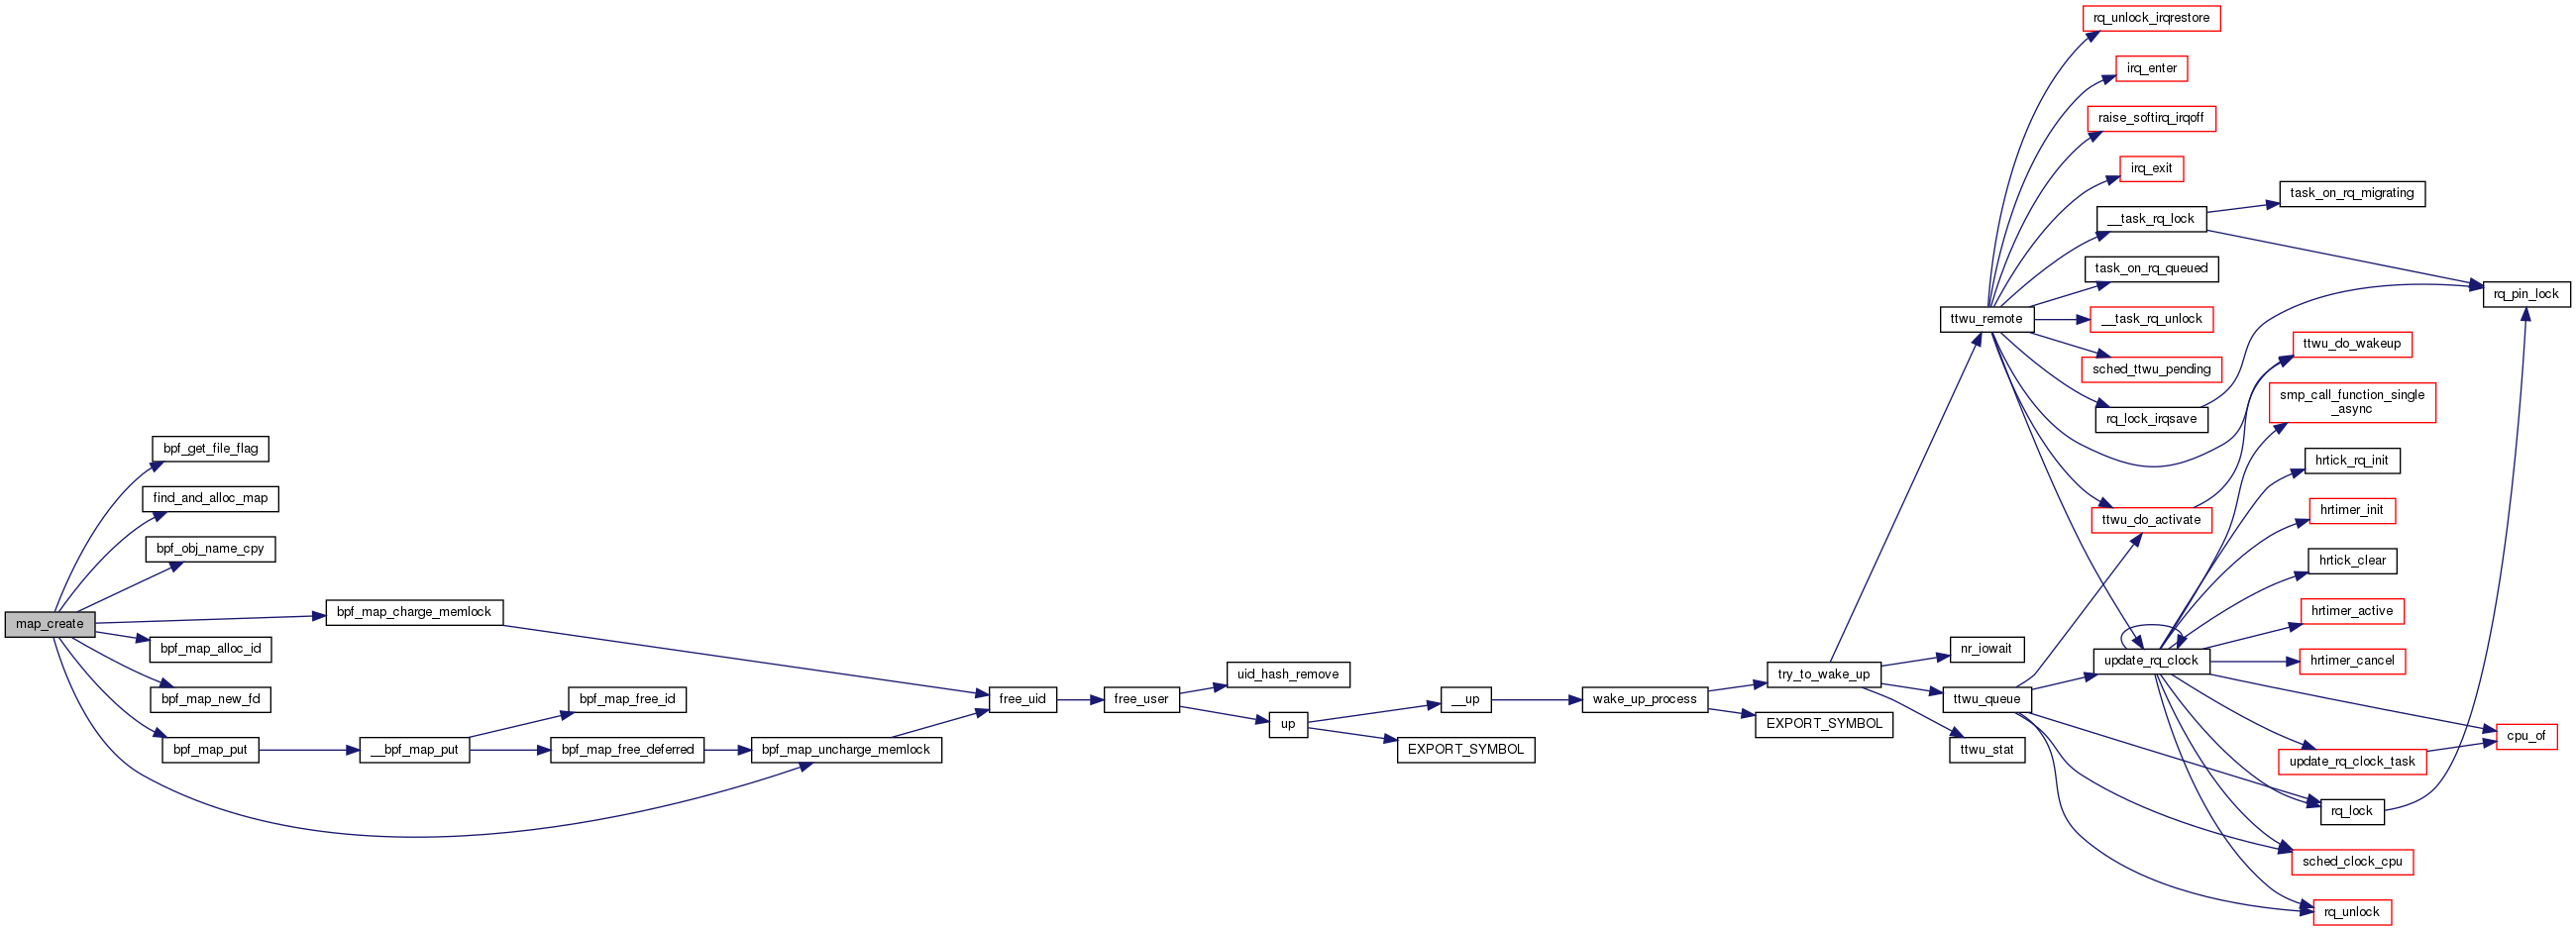 rq_unlock_irqrestore
irq_enter
raise_softirq_irqoff
irq_exit
task_on_rq_migrating
__task_rq_lock
task_on_rq_queued
rq_pin_lock
ttwu_remote
__task_rq_unlock
ttwu_do_wakeup
sched_ttwu_pending
smp_call_function_single
_async
rq_lock_irqsave
bpf_get_file_flag
hrtick_rq_init
find_and_alloc_map
hrtimer_init
ttwu_do_activate
bpf_obj_name_cpy
hrtick_clear
bpf_map_charge_memlock
hrtimer_active
map_create
bpf_map_alloc_id
nr_iowait
update_rq_clock
hrtimer_cancel
uid_hash_remove
try_to_wake_up
bpf_map_new_fd
bpf_map_free_id
free_uid
free_user
__up
wake_up_process
ttwu_queue
up
EXPORT_SYMBOL
cpu_of
bpf_map_put
__bpf_map_put
bpf_map_free_deferred
bpf_map_uncharge_memlock
EXPORT_SYMBOL
ttwu_stat
update_rq_clock_task
rq_lock
sched_clock_cpu
rq_unlock